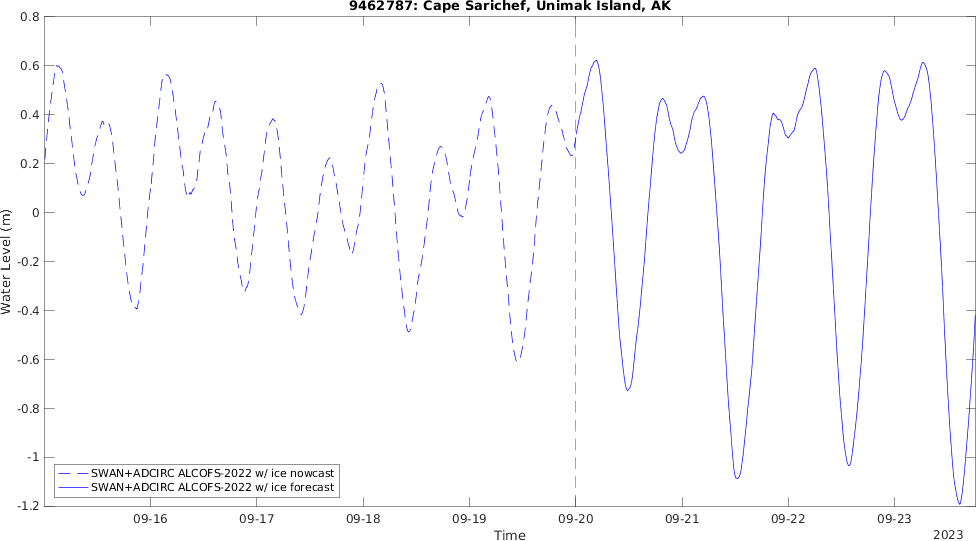 9462787: Cape Sarichef, Unimak Island, AK
0.8
0.6
0.4
0.2
0
-0.2
-0.4
-0.6
-0.8
-1
-1.2
Water Level (m)
SWAN+ADCIRC ALCOFS-2022 w/ ice nowcast
SWAN+ADCIRC ALCOFS-2022 w/ ice forecast
09-16 09-17 09-18 09-19 09-20 09-21 09-22 09-23
Time
2023